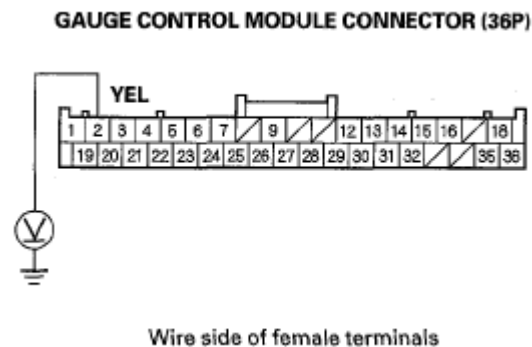 GAUGE CONTROL MODULE CONNECTOR (36P)
YEL
1 2 3 4 5 6 7 9 12 13 14 15 16 18
19 20 21 22 23 24 25 26 27 28 29 30 31 32 35 36
V
Wire side of female terminals